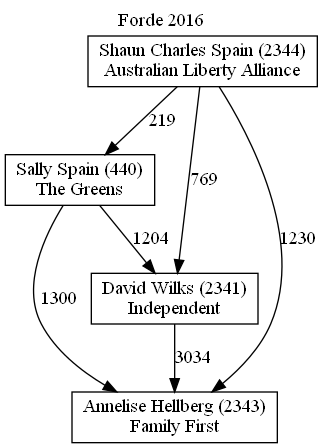 Forde 2016
Shaun Charles Spain (2344)
Australian Liberty Alliance
219
Sally Spain (440)
The Greens
769
1204
1230
David Wilks (2341)
Independent
1300
3034
Annelise Hellberg (2343)
Family First